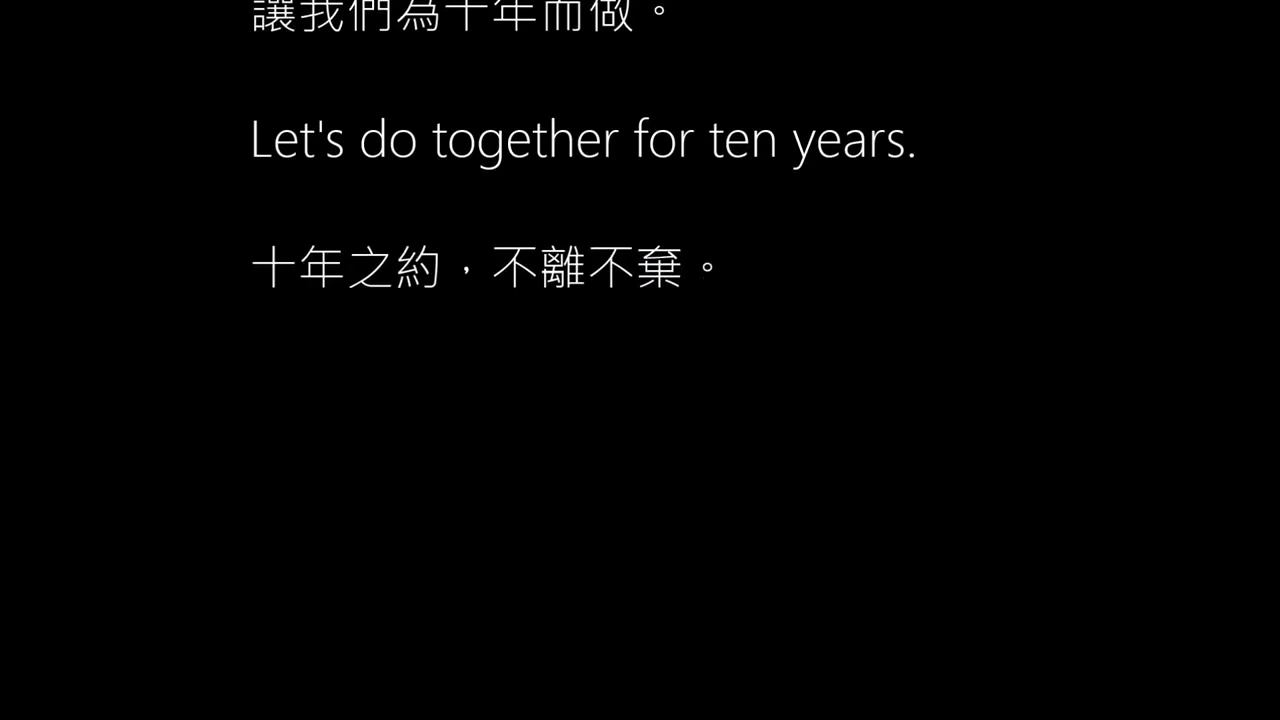 讓我們為十年而做。
Let's do together for ten years.
十年之約，不離不棄。